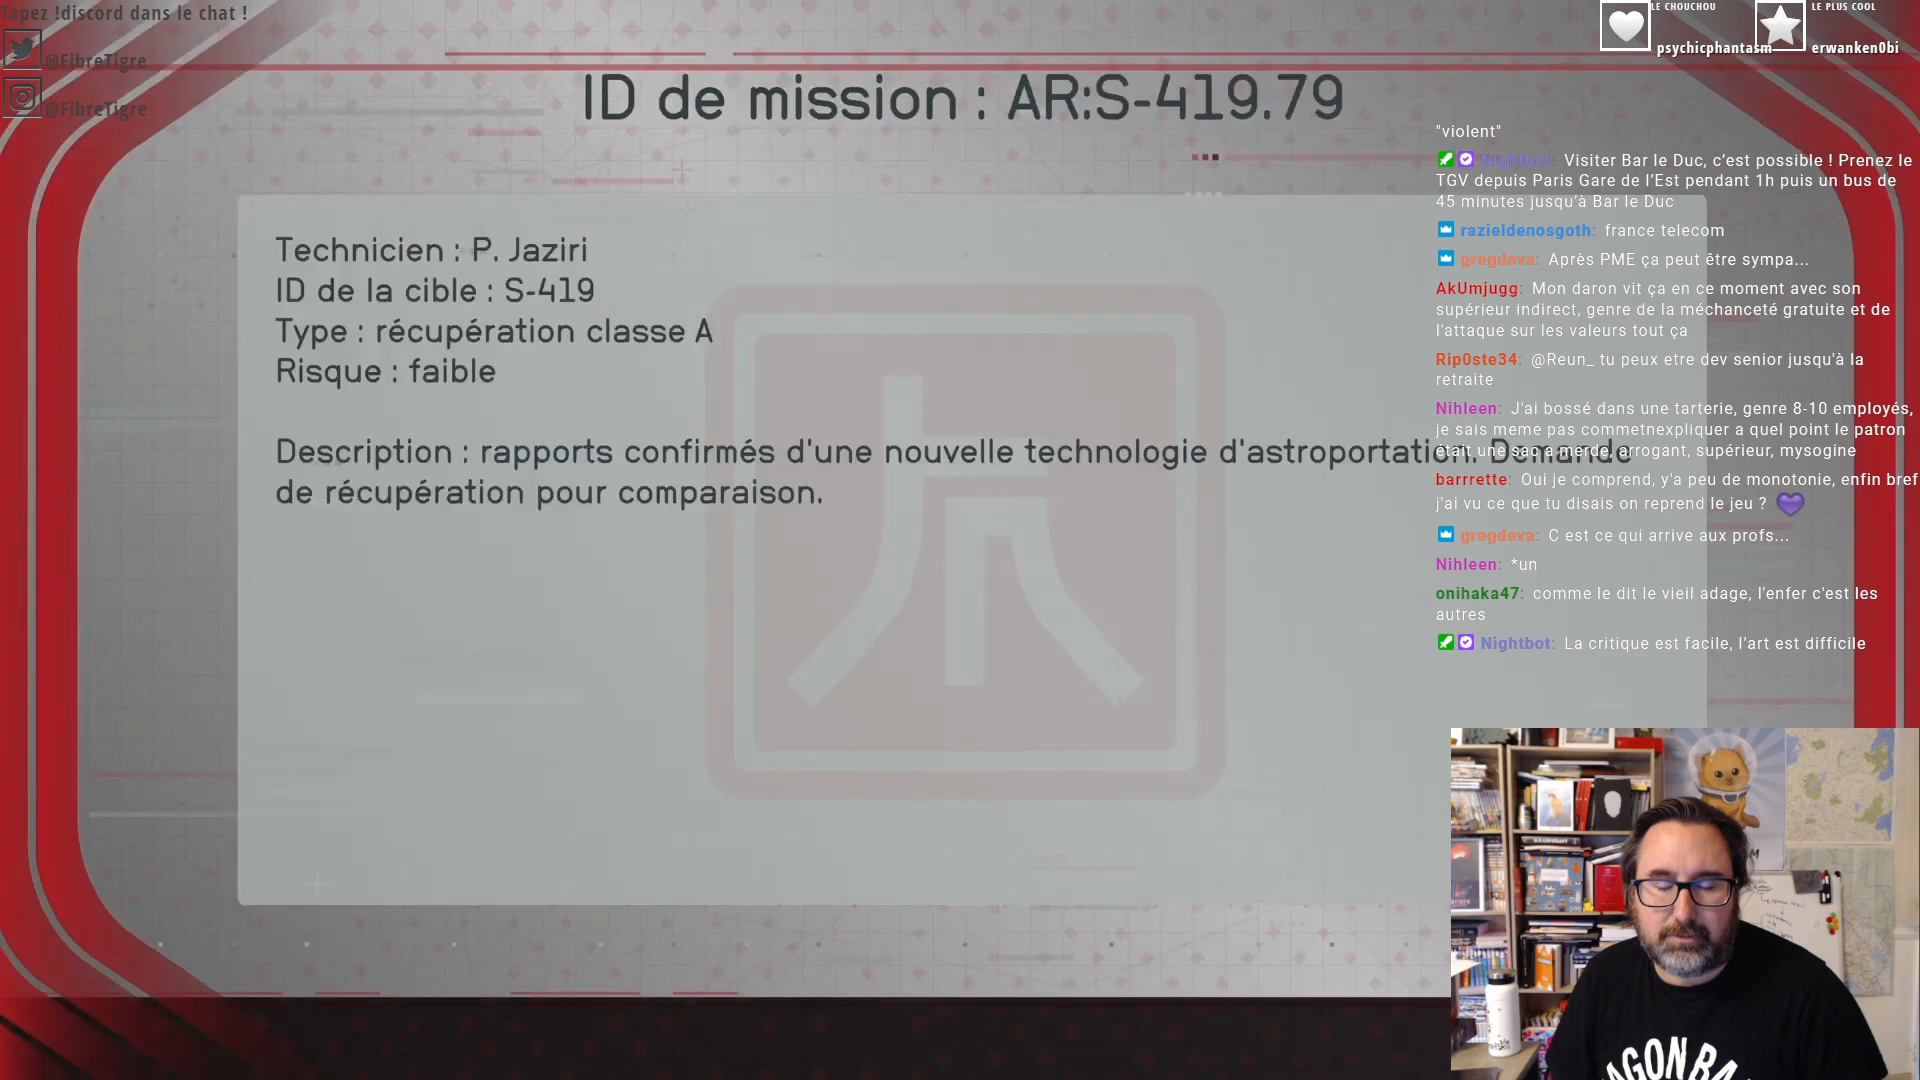 Tapez !discord dans le chat !
@FibreTigre
@FibreTigre
LE CHOUCHOU
psychicphantasm
LE PLUS COOL
erwanken0bi
ID de mission : AR:S-419.79
Technicien : P. Jaziri
ID de la cible : S-419
Type : récupération classe A
Risque : faible
Description : rapports confirmés d'une nouvelle technologie d'astroportation. Demande
de récupération pour comparaison.
"violent"
Nightbot: Visiter Bar le Duc, c’est possible ! Prenez le
TGV depuis Paris Gare de l’Est pendant 1h puis un bus de
45 minutes jusqu’à Bar le Duc
razieldenosgoth: france telecom
gregdeva: Après PME ça peut être sympa...
AkUmjugg: Mon daron vit ça en ce moment avec son
supérieur indirect, genre de la méchanceté gratuite et de
l'attaque sur les valeurs tout ça
Rip0ste34: @Reun_ tu peux etre dev senior jusqu'à la
retraite
Nihleen: J'ai bossé dans une tarterie, genre 8-10 employés,
je sais meme pas commetnexpliquer a quel point le patron
était une sac a merde, arrogant, supérieur, mysogine
barrrette: Oui je comprend, y'a peu de monotonie, enfin bref
j'ai vu ce que tu disais on reprend le jeu ?
gregdeva: C est ce qui arrive aux profs...
Nihleen: *un
onihaka47: comme le dit le vieil adage, l'enfer c'est les
autres
Nightbot: La critique est facile, l’art est difficile